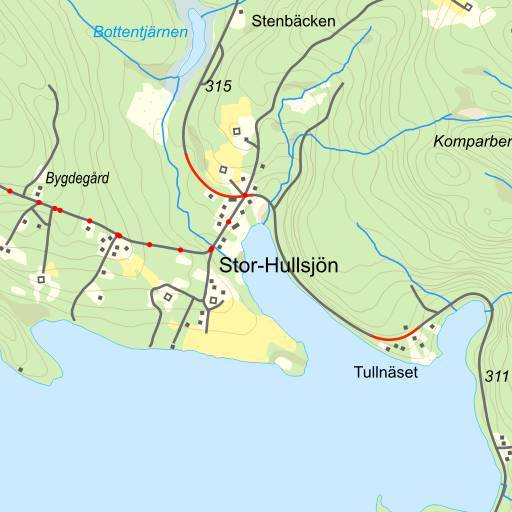 Stenbäcken
Bottentjärnen
315
Komparber
Bygdegård
Stor-Hullsjön
Tullnäset
311